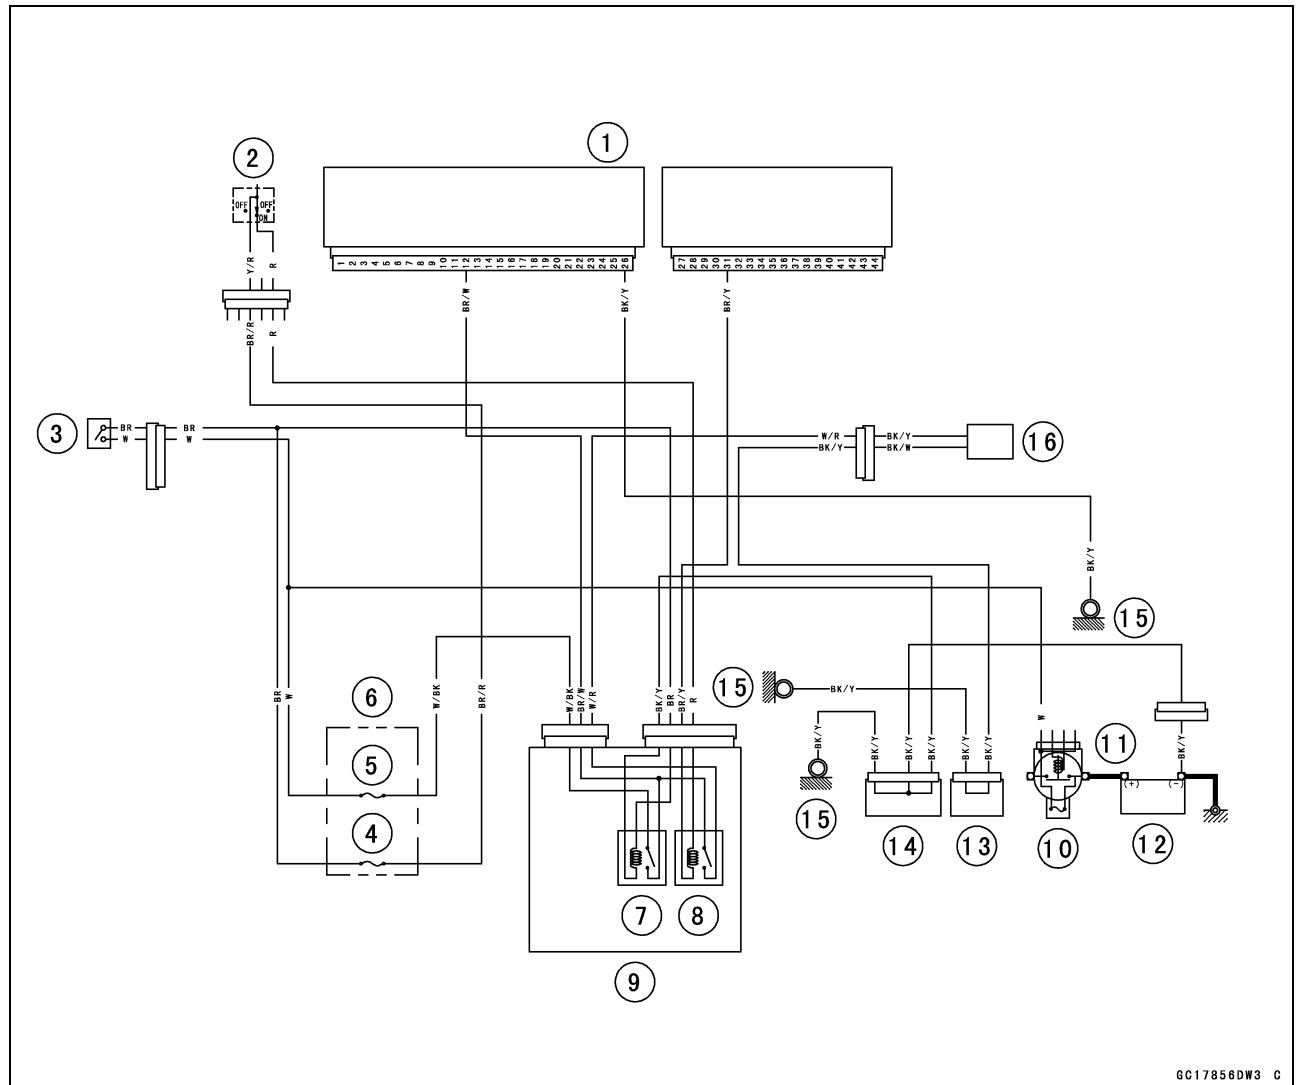 1
2
OFF OFF
ON
1 2 3 4 5 6 7 8 9 10 11 12 13 14 15 16 17 18 19 20 21 22 23 24 25 26
27 28 29 30 31 32 33 34 35 36 37 38 39 40 41 42 43 44
Y/R R
BR/W BK/Y BR/Y
BR/R R
3
BR BR
W W
W/R BK/Y
BK/Y BK/W
16
BK/Y
15
BR W
6
W/BK BR/R
W/BK BR/W W/R
BK/Y BR BR/Y R
15
BK/Y
W
11
BK/Y
BK/Y
15
BK/Y BK/Y BK/Y
BK/Y BK/Y
5
4
(+) (-)
14
13
10
12
7
8
9
GC17856DW3 C